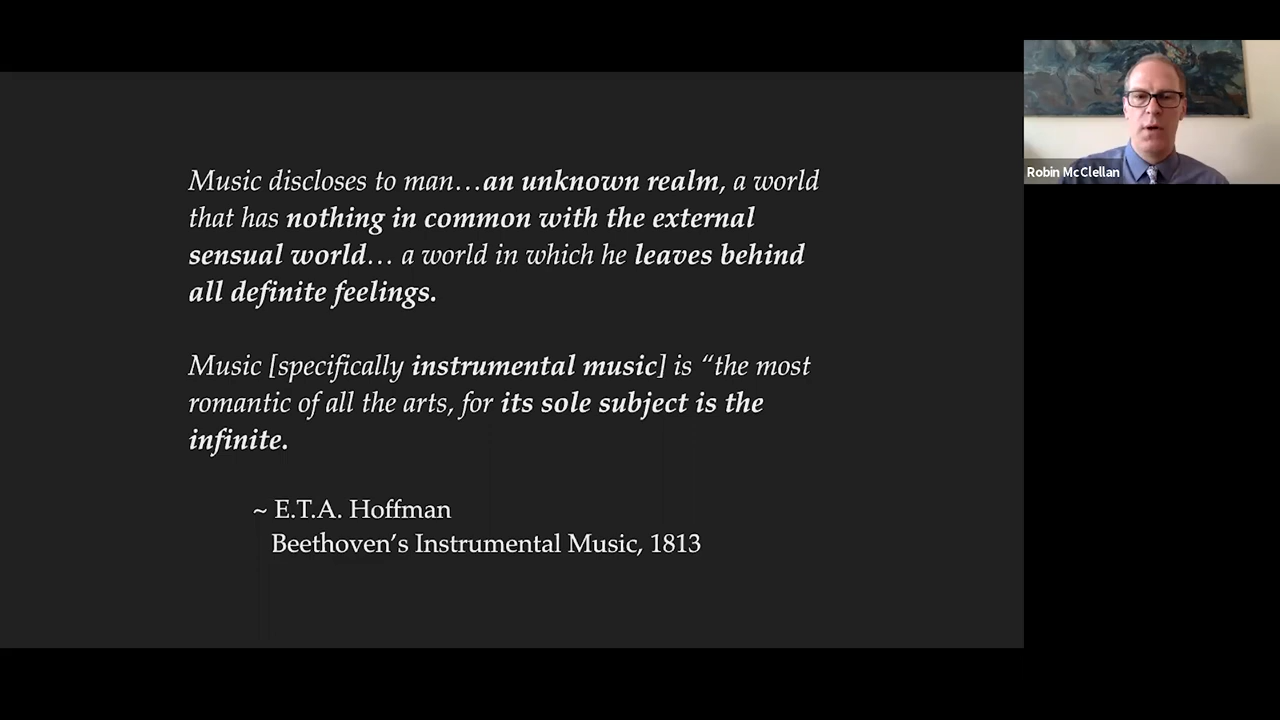 Music discloses to man…an unknown realm, a world
that has nothing in common with the external
sensual world… a world in which he leaves behind
all definite feelings.
Music [specifically instrumental music] is “the most
romantic of all the arts, for its sole subject is the
infinite.
~ E.T.A. Hoffman
Beethoven’s Instrumental Music, 1813
Robin McClellan